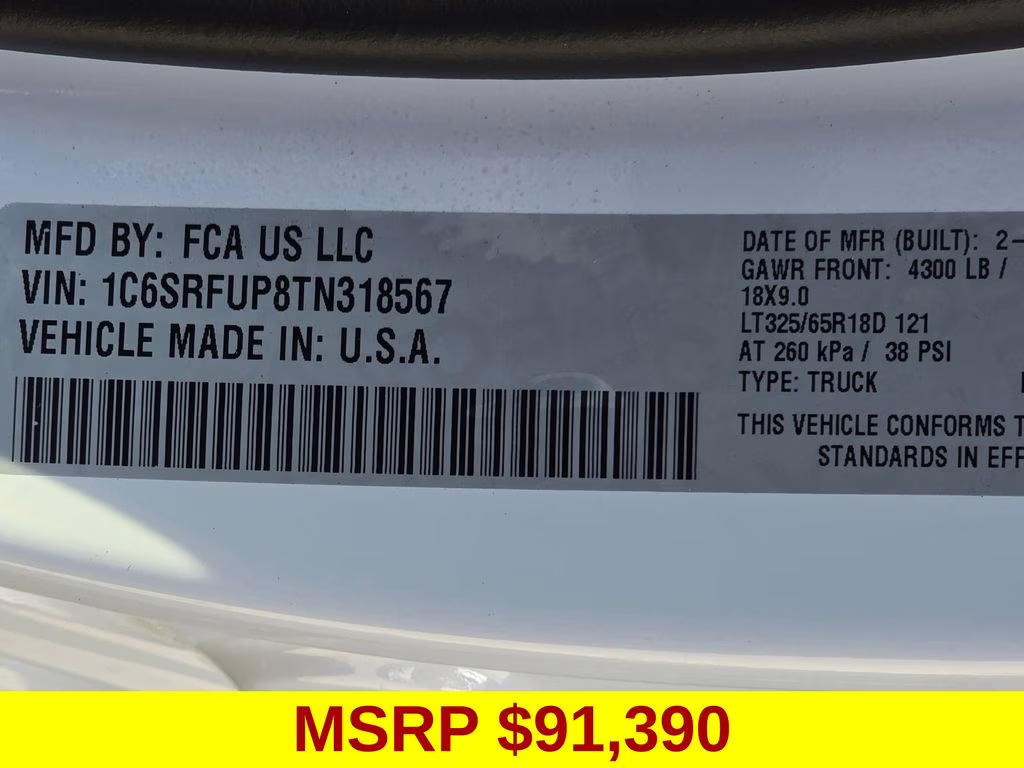 MFD BY: FCA US LLC
VIN: 1C6SRFUP8TN318567
VEHICLE MADE IN: U.S.A.
DATE OF MFR (BUILT): 2-
GAWR FRONT: 4300 LB /
18X9.0
LT325/65R18D 121
AT 260 kPa / 38 PSI
TYPE: TRUCK
THIS VEHICLE CONFORMS
STANDARDS IN
MSRP $91,390